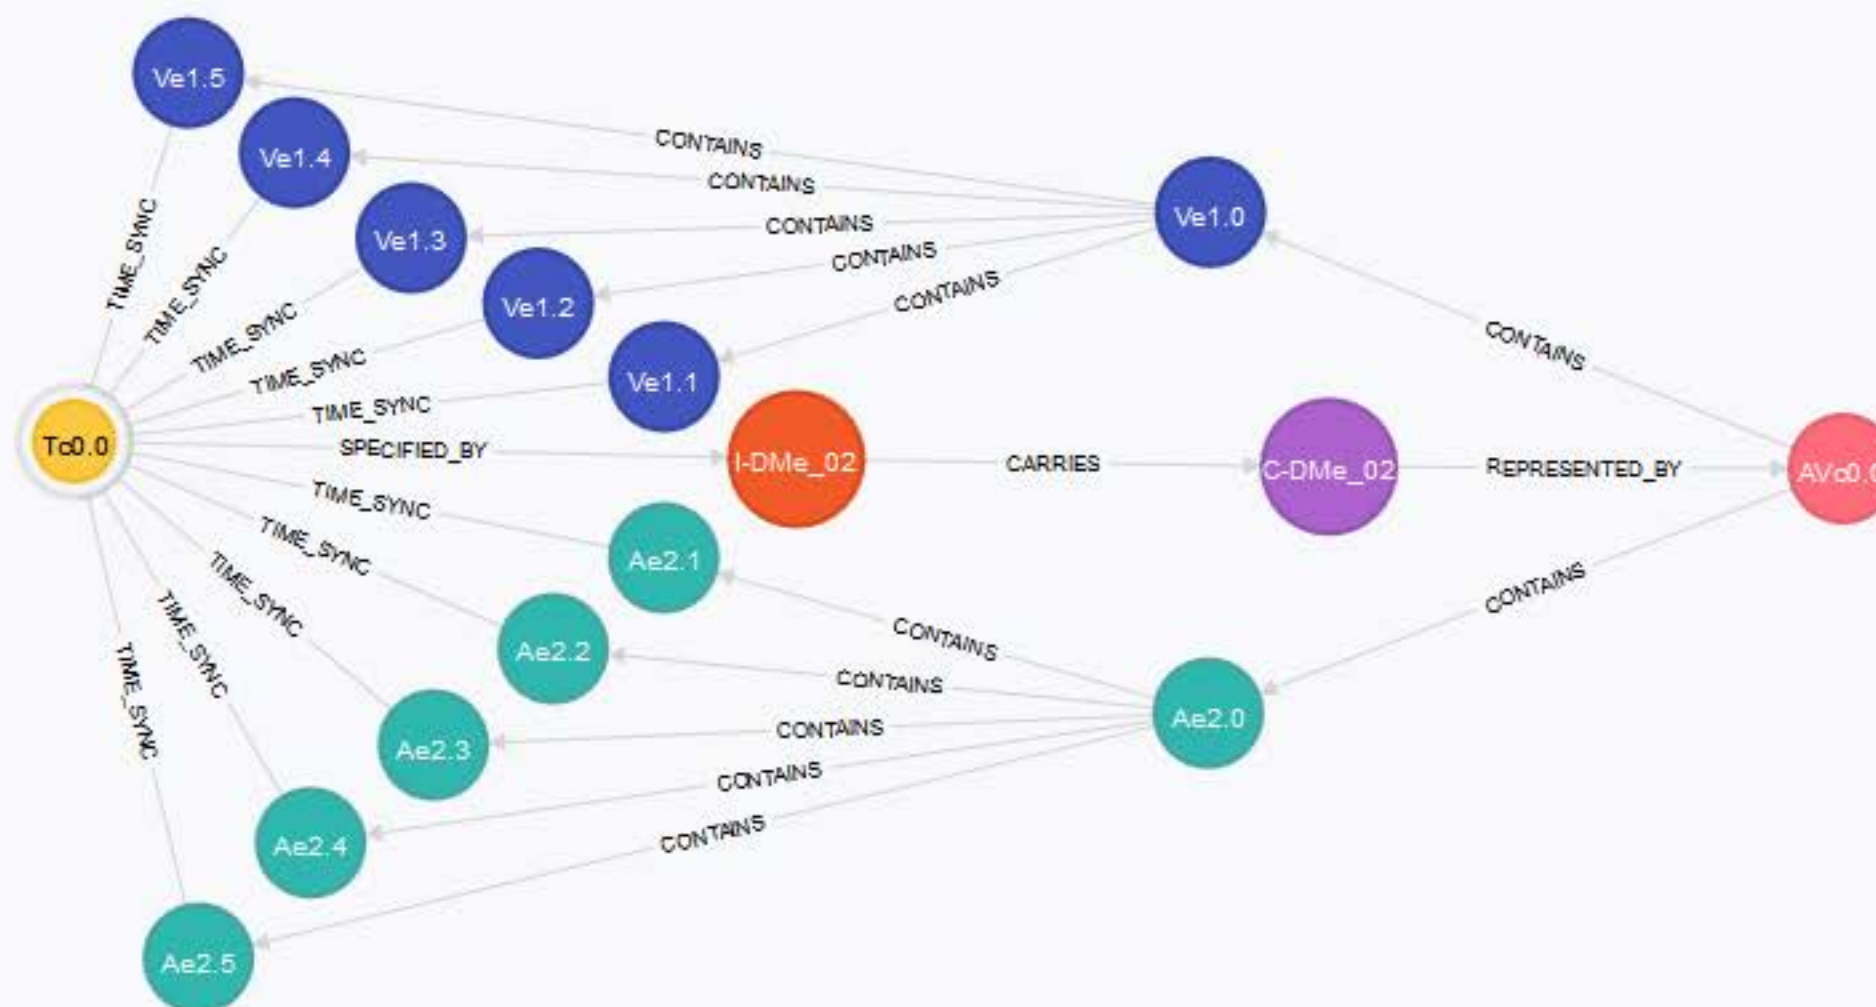 Ve1.5
CONTAINS
Ve1.4
CONTAINS
Ve1.0
TIME_SYNC
TIME_SYNC
Ve1.3
CONTAINS
CONTAINS
Ve1.2
CONTAINS
TIME_SYNC
CONTAINS
TIME_SYNC
Ve1.1
TIME_SYNC
Tc0.0
SPECIFIED_BY
I-DMe_02
CARRIES
C-DMe_02
REPRESENTED_BY
AVc0.0
TIME_SYNC
TIME_SYNC
Ae2.1
TIME_SYNC
CONTAINS
TIME_SYNC
CONTAINS
Ae2.2
TIME_SYNC
CONTAINS
Ae2.0
Ae2.3
CONTAINS
CONTAINS
Ae2.4
CONTAINS
Ae2.5